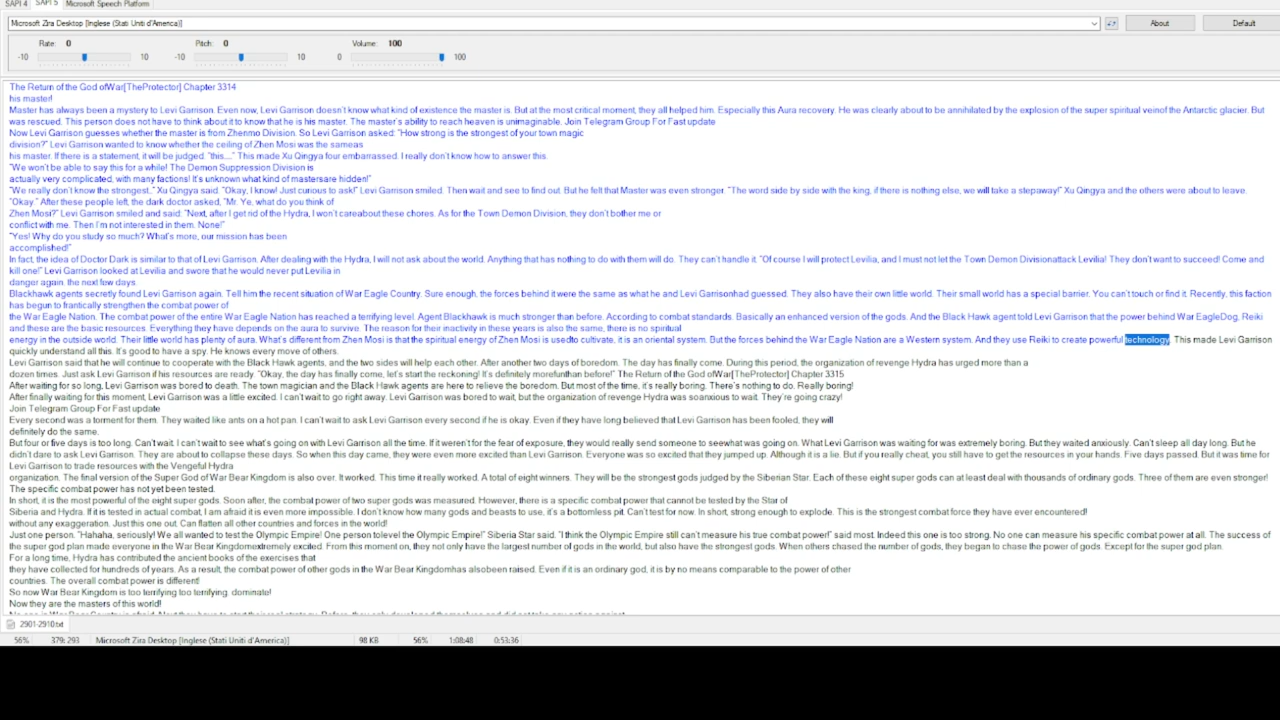 SAPI 4 SAPI 5 Microsoft Speech Platform
Microsoft Zira Desktop [Inglese (Stati Uniti d'America)] About Default
Rate: 0 Pitch: 0 Volume: 100
-10 10 -10 10 0 100
The Return of the God ofWar[TheProtector] Chapter 3314
his master!
Master has always been a mystery to Levi Garrison. Even now, Levi Garrison doesn't know what kind of existence the master is. But at the most critical moment, they all helped him. Especially this Aura recovery. He was clearly about to be annihilated by the explosion of the super spiritual veinof the Antarctic glacier. But
was rescued. This person does not have to think about it to know that he is his master. The master's ability to reach heaven is unimaginable. Join Telegram Group For Fast update
Now Levi Garrison guesses whether the master is from Zhenmo Division. So Levi Garrison asked: "How strong is the strongest of your town magic
division?" Levi Garrison wanted to know whether the ceiling of Zhen Mosi was the sameas
his master. If there is a statement, it will be judged. "this...." This made Xu Qingya four embarrassed. I really don't know how to answer this.
"We won't be able to say this for a while! The Demon Suppression Division is
actually very complicated, with many factions! It's unknown what kind of mastersare hidden!"
"We really don't know the strongest.," Xu Qingya said. "Okay, I know! Just curious to ask!" Levi Garrison smiled. Then wait and see to find out. But he felt that Master was even stronger. "The word side by side with the king, if there is nothing else, we will take a stepaway!" Xu Qingya and the others were about to leave.
"Okay." After these people left, the dark doctor asked, "Mr. Ye, what do you think of
Zhen Mosi?" Levi Garrison smiled and said: "Next, after I get rid of the Hydra, I won't careabout these chores. As for the Town Demon Division, they don't bother me or
conflict with me. Then I'm not interested in them. None!"
"Yes! Why do you study so much? What's more, our mission has been
accomplished!"
In fact, the idea of Doctor Dark is similar to that of Levi Garrison. After dealing with the Hydra, I will not ask about the world. Anything that has nothing to do with them will do. They can't handle it. "Of course I will protect Levilia, and I must not let the Town Demon Divisionattack Levilia! They don't want to succeed! Come and
kill one!" Levi Garrison looked at Levilia and swore that he would never put Levilia in
danger again. the next few days.
Blackhawk agents secretly found Levi Garrison again. Tell him the recent situation of War Eagle Country. Sure enough, the forces behind it were the same as what he and Levi Garrisonhad guessed. They also have their own little world. Their small world has a special barrier. You can't touch or find it. Recently, this faction
has begun to frantically strengthen the combat power of
the War Eagle Nation. The combat power of the entire War Eagle Nation has reached a terrifying level. Agent Blackhawk is much stronger than before. According to combat standards. Basically an enhanced version of the gods. And the Black Hawk agent told Levi Garrison that the power behind War EagleDog, Reiki
and these are the basic resources. Everything they have depends on the aura to survive. The reason for their inactivity in these years is also the same, there is no spiritual
energy in the outside world. Their little world has plenty of aura. What's different from Zhen Mosi is that the spiritual energy of Zhen Mosi is usedto cultivate, it is an oriental system. But the forces behind the War Eagle Nation are a Western system. And they use Reiki to create powerful technology. This made Levi Garrison
quickly understand all this. It's good to have a spy. He knows every move of others.
Levi Garrison said that he will continue to cooperate with the Black Hawk agents, and the two sides will help each other. After another two days of boredom. The day has finally come. During this period, the organization of revenge Hydra has urged more than a
dozen times. Just ask Levi Garrison if his resources are ready. "Okay, the day has finally come, let's start the reckoning! It's definitely morefunthan before!" The Return of the God ofWar[TheProtector] Chapter 3315
After waiting for so long, Levi Garrison was bored to death. The town magician and the Black Hawk agents are here to relieve the boredom. But most of the time, it's really boring. There's nothing to do. Really boring!
After finally waiting for this moment, Levi Garrison was a little excited. I can't wait to go right away. Levi Garrison was bored to wait, but the organization of revenge Hydra was soanxious to wait. They're going crazy!
Join Telegram Group For Fast update
Every second was a torment for them. They waited like ants on a hot pan. I can't wait to ask Levi Garrison every second if he is okay. Even if they have long believed that Levi Garrison has been fooled, they will
definitely do the same.
But four or five days is too long. Can't wait. I can't wait to see what's going on with Levi Garrison all the time. If it weren't for the fear of exposure, they would really send someone to seewhat was going on. What Levi Garrison was waiting for was extremely boring. But they waited anxiously. Can't sleep all day long. But he
didn't dare to ask Levi Garrison. They are about to collapse these days. So when this day came, they were even more excited than Levi Garrison. Everyone was so excited that they jumped up. Although it is a lie. But if you really cheat, you still have to get the resources in your hands. Five days passed. But it was time for
Levi Garrison to trade resources with the Vengeful Hydra
organization. The final version of the Super God of War Bear Kingdom is also over. It worked. This time it really worked. A total of eight winners. They will be the strongest gods judged by the Siberian Star. Each of these eight super gods can at least deal with thousands of ordinary gods. Three of them are even stronger!
The specific combat power has not yet been tested.
In short, it is the most powerful of the eight super gods. Soon after, the combat power of two super gods was measured. However, there is a specific combat power that cannot be tested by the Star of
Siberia and Hydra. If it is tested in actual combat, I am afraid it is even more impossible. I don't know how many gods and beasts to use, it's a bottomless pit. Can't test for now. In short, strong enough to explode. This is the strongest combat force they have ever encountered!
without any exaggeration. Just this one out. Can flatten all other countries and forces in the world!
Just one person. "Hahaha, seriously! We all wanted to test the Olympic Empire! One person tolevel the Olympic Empire!" Siberia Star said. "I think the Olympic Empire still can't measure his true combat power!" said most. Indeed this one is too strong. No one can measure his specific combat power at all. The success of
the super god plan made everyone in the War Bear Kingdomextremely excited. From this moment on, they not only have the largest number of gods in the world, but also have the strongest gods. When others chased the number of gods, they began to chase the power of gods. Except for the super god plan.
For a long time, Hydra has contributed the ancient books of the exercises that
they have collected for hundreds of years. As a result, the combat power of other gods in the War Bear Kingdomhas alsobeen raised. Even if it is an ordinary god, it is by no means comparable to the power of other
countries. The overall combat power is different!
So now War Bear Kingdom is too terrifying too terrifying. dominate!
Now they are the masters of this world!
2901-2910.txt
56% 379: 293 Microsoft Zira Desktop [Inglese (Stati Uniti d'America)] 98 KB 56% 1:08:48 0:53:36